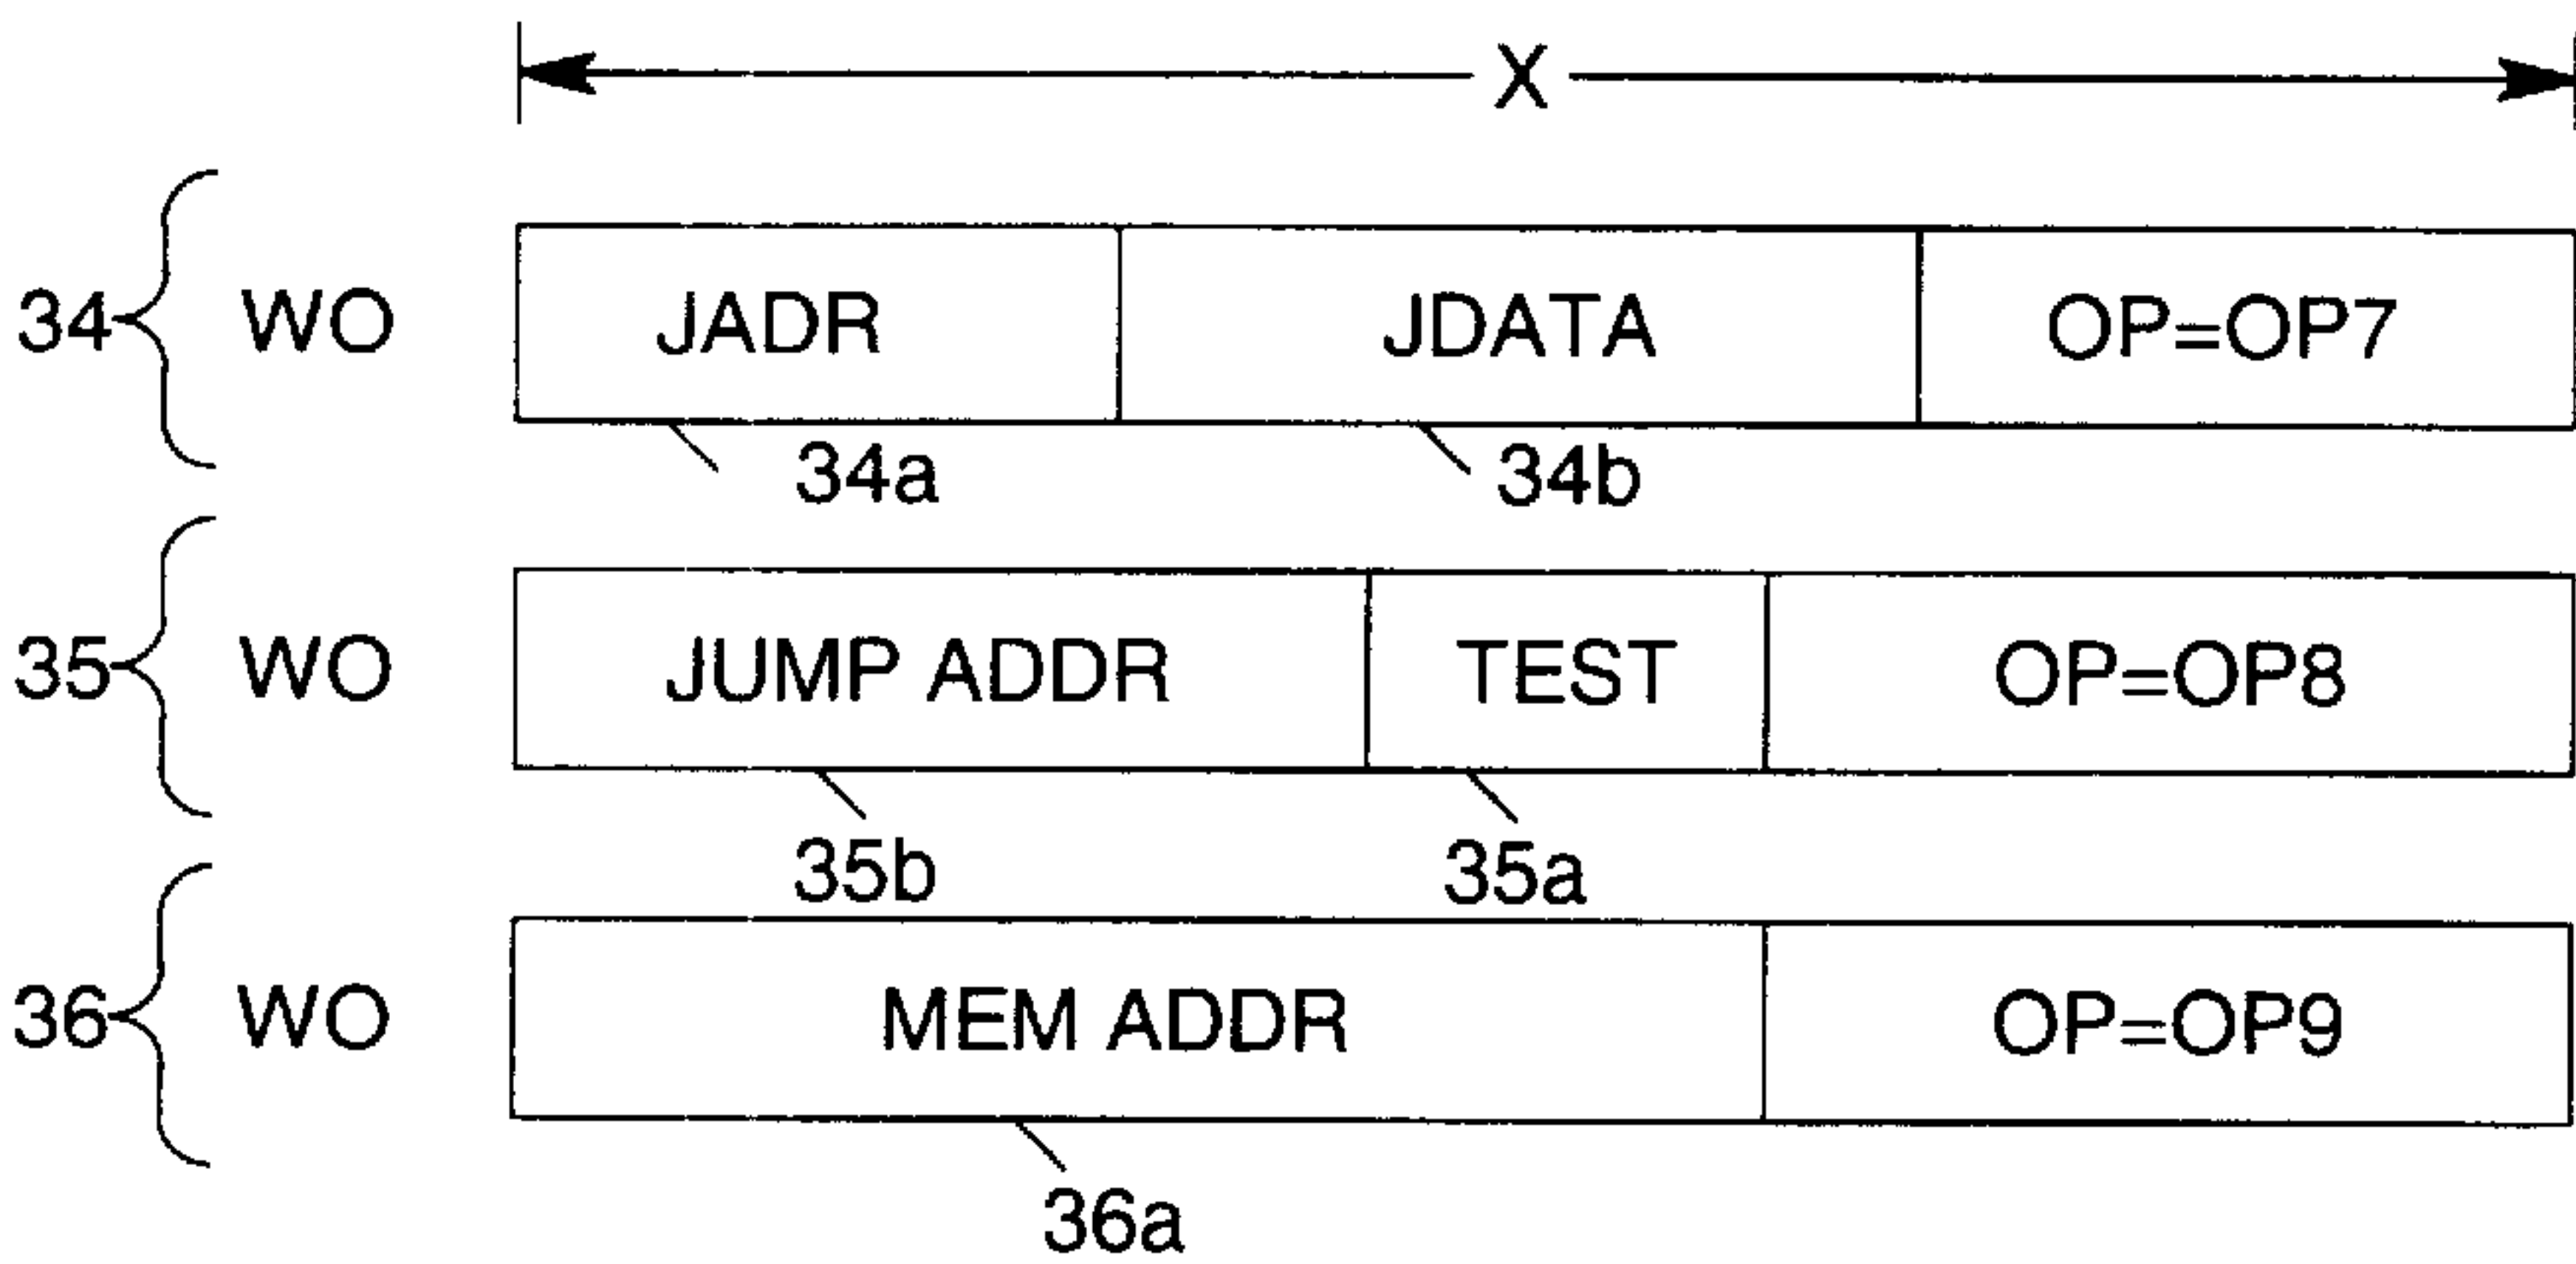 X
34 WO JADR JDATA OP=OP7
34a 34b
35 WO JUMP ADDR TEST OP=OP8
35b 35a
36 WO MEM ADDR OP=OP9
36a